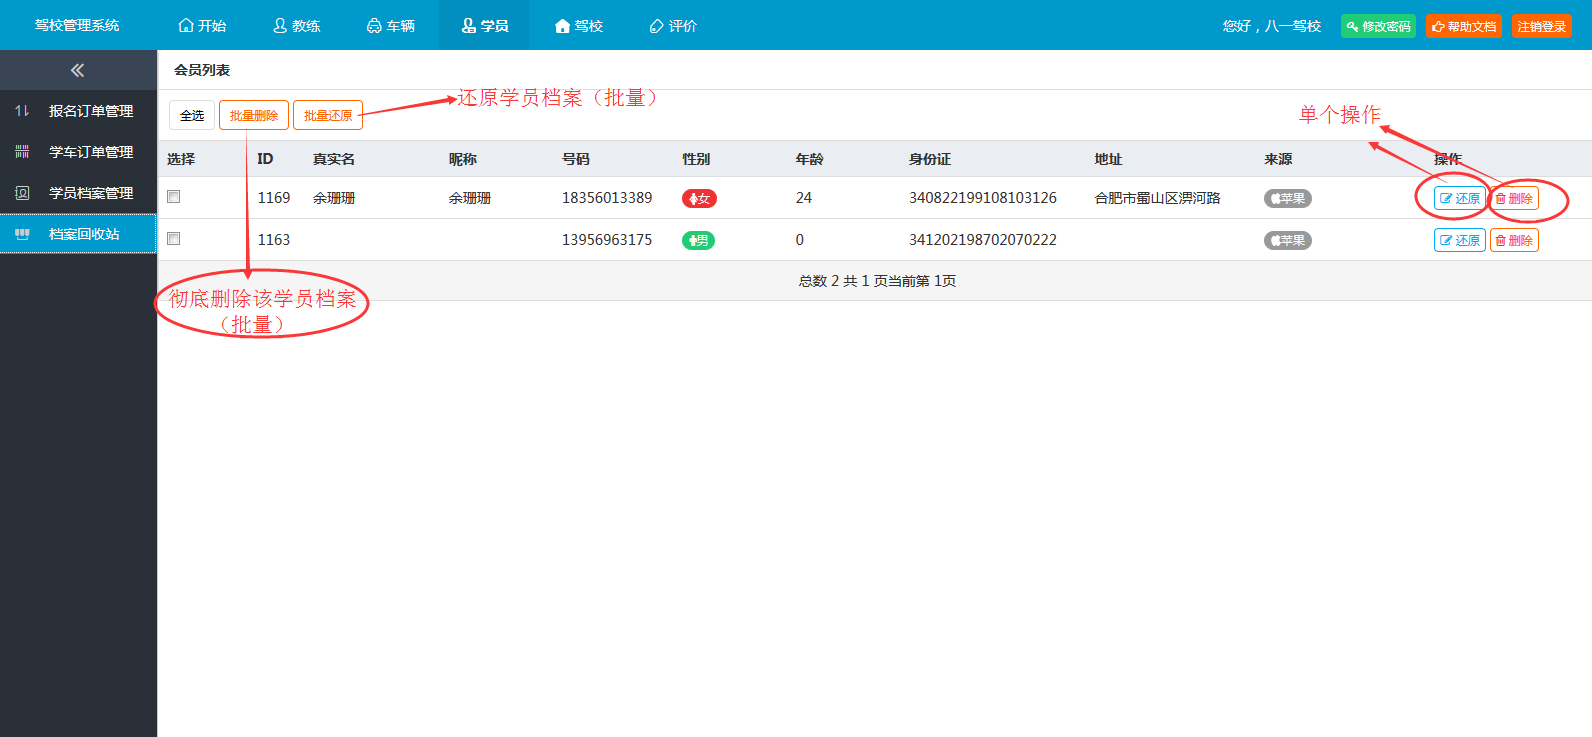 驾校管理系统 开始 教练 车辆 学员 驾校 评价 您好，八一驾校 修改密码 帮助文档 注销登录
会员列表
报名订单管理
学车订单管理
学员档案管理
档案回收站
全选 批量删除 批量还原
还原学员档案（批量）
单个操作
选择 ID 真实名 昵称 号码 性别 年龄 身份证 地址 来源 操作
1169 余珊珊 余珊珊 18356013389 女 24 340822199108103126 合肥市蜀山区淠河路 苹果 还原 删除
1163 13956963175 男 0 341202198702070222 苹果 还原 删除
总数 2 共 1 页当前第 1页
彻底删除该学员档案
（批量）